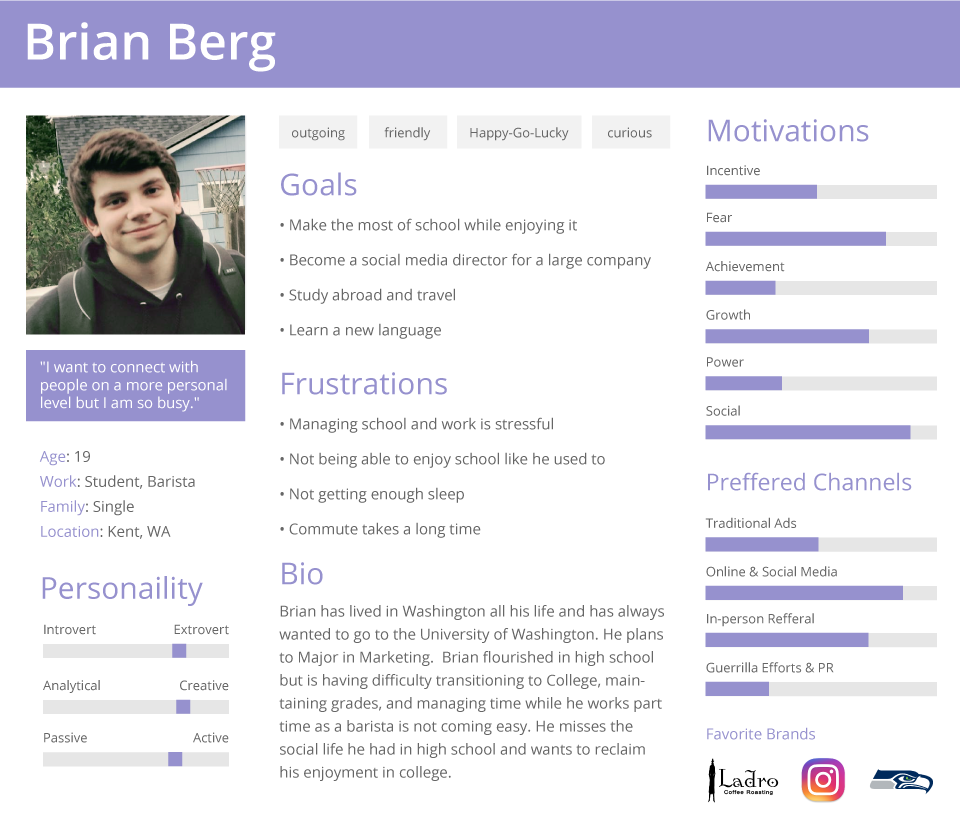 Brian Berg
"I want to connect with
people on a more personal
level but I am so busy."
Age: 19
Work: Student, Barista
Family: Single
Location: Kent, WA
Personaility
Introvert Extrovert
Analytical Creative
Passive Active
outgoing friendly Happy-Go-Lucky curious
Goals
• Make the most of school while enjoying it
• Become a social media director for a large company
• Study abroad and travel
• Learn a new language
Frustrations
• Managing school and work is stressful
• Not being able to enjoy school like he used to
• Not getting enough sleep
• Commute takes a long time
Bio
Brian has lived in Washington all his life and has always
wanted to go to the University of Washington. He plans
to Major in Marketing.  Brian flourished in high school
but is having difficulty transitioning to College, main-
taining grades, and managing time while he works part
time as a barista is not coming easy. He misses the
social life he had in high school and wants to reclaim
his enjoyment in college.
Motivations
Incentive
Fear
Achievement
Growth
Power
Social
Preffered Channels
Traditional Ads
Online & Social Media
In-person Refferal
Guerrilla Efforts & PR
Favorite Brands
Ladro
Coffee Roasting